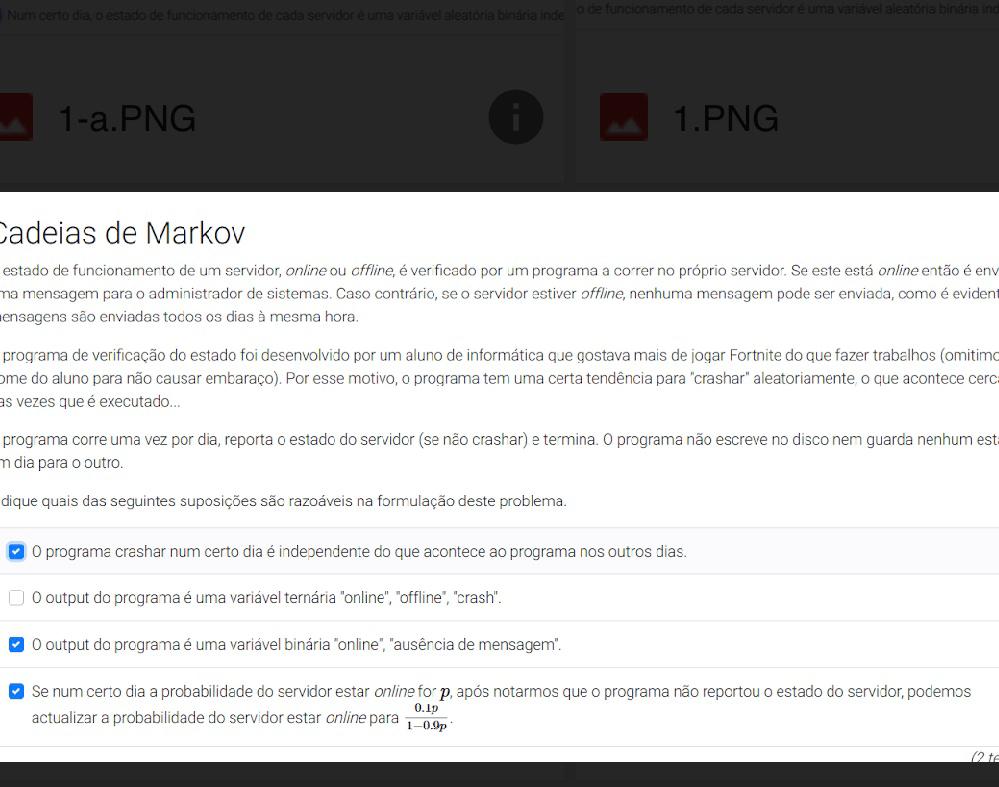 Num certo dia, o estado de funcionamento de cada servidor é uma variável aleatória binária inde
o de funcionamento de cada servidor é uma variável aleatória binária ind
1-a.PNG
1.PNG
Cadeias de Markov
estado de funcionamento de um servidor, online ou offline, é verificado por um programa a correr no próprio servidor. Se este está online então é env
ma mensagem para o administrador de sistemas. Caso contrário, se o servidor estiver offline, nenhuma mensagem pode ser enviada, como é evident
ensagens são enviadas todos os dias à mesma hora.
programa de verificação do estado foi desenvolvido por um aluno de informática que gostava mais de jogar Fortnite do que fazer trabalhos (omitimo
ome do aluno para não causar embaraço). Por esse motivo, o programa tem uma certa tendência para "crashar" aleatoriamente, o que acontece cerca
as vezes que é executado...
programa corre uma vez por dia, reporta o estado do servidor (se não crashar) e termina. O programa não escreve no disco nem guarda nenhum esta
m dia para o outro.
dique quais das seguintes suposições são razoáveis na formulação deste problema.
O programa crashar num certo dia é independente do que acontece ao programa nos outros dias.
O output do programa é uma variável ternária "online", "offline", "crash".
O output do programa é uma variável binária "online", "ausência de mensagem".
Se num certo dia a probabilidade do servidor estar online for p, após notarmos que o programa não reportou o estado do servidor, podemos
actualizar a probabilidade do servidor estar online para 0.1p/1−0.9p.
(2 te